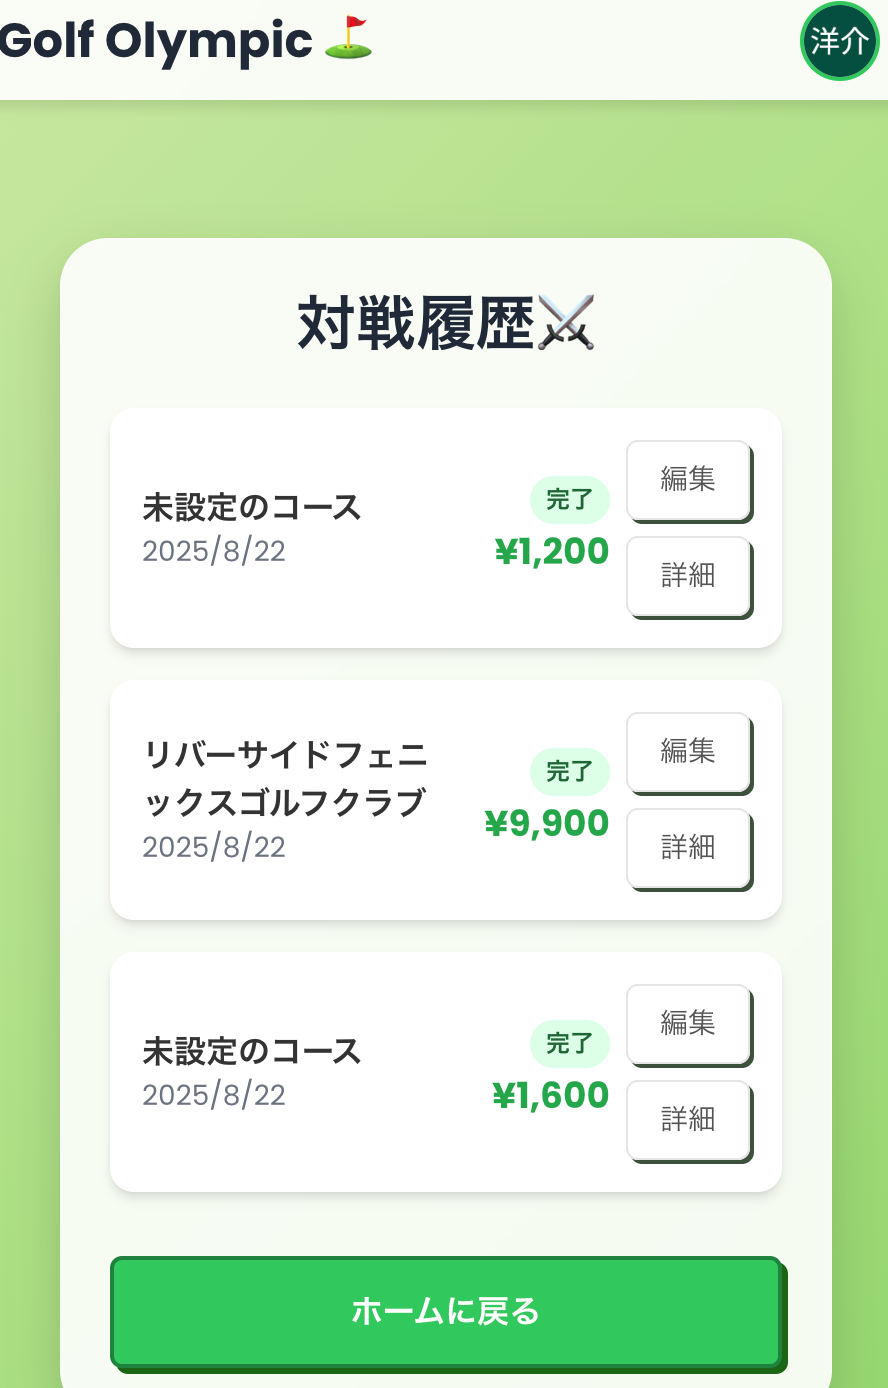 Golf Olympic
洋介
対戦履歴
未設定のコース
2025/8/22
完了
¥1,200
編集
詳細
リバーサイドフェニ
ックスゴルフクラブ
2025/8/22
完了
¥9,900
編集
詳細
未設定のコース
2025/8/22
完了
¥1,600
編集
詳細
ホームに戻る